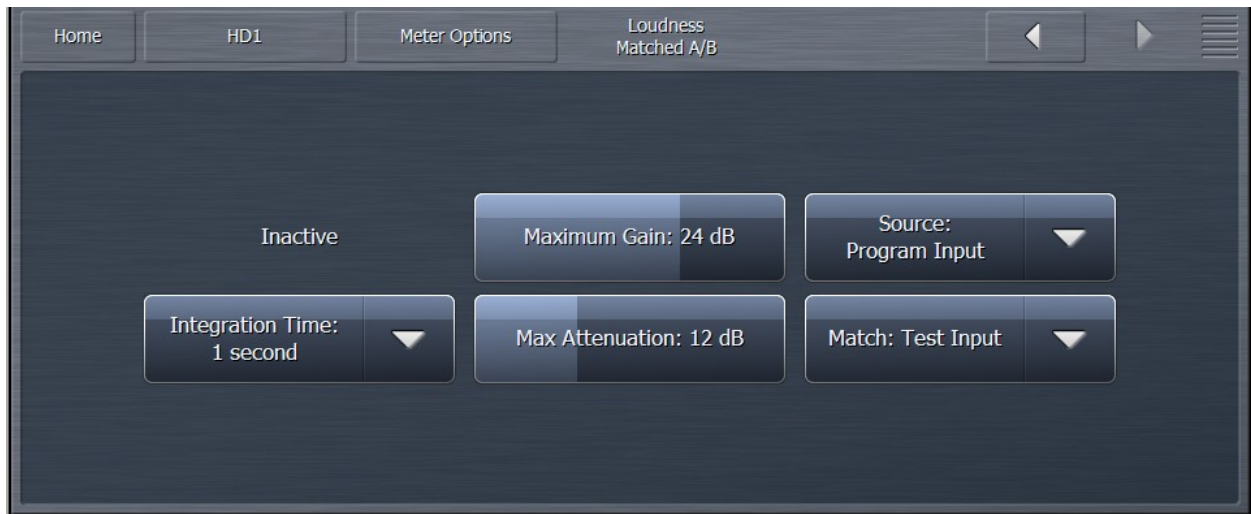 Home
HD1
Meter Options
Loudness
Matched A/B
Inactive
Maximum Gain: 24 dB
Source:
Program Input
Integration Time:
1 second
Max Attenuation: 12 dB
Match: Test Input